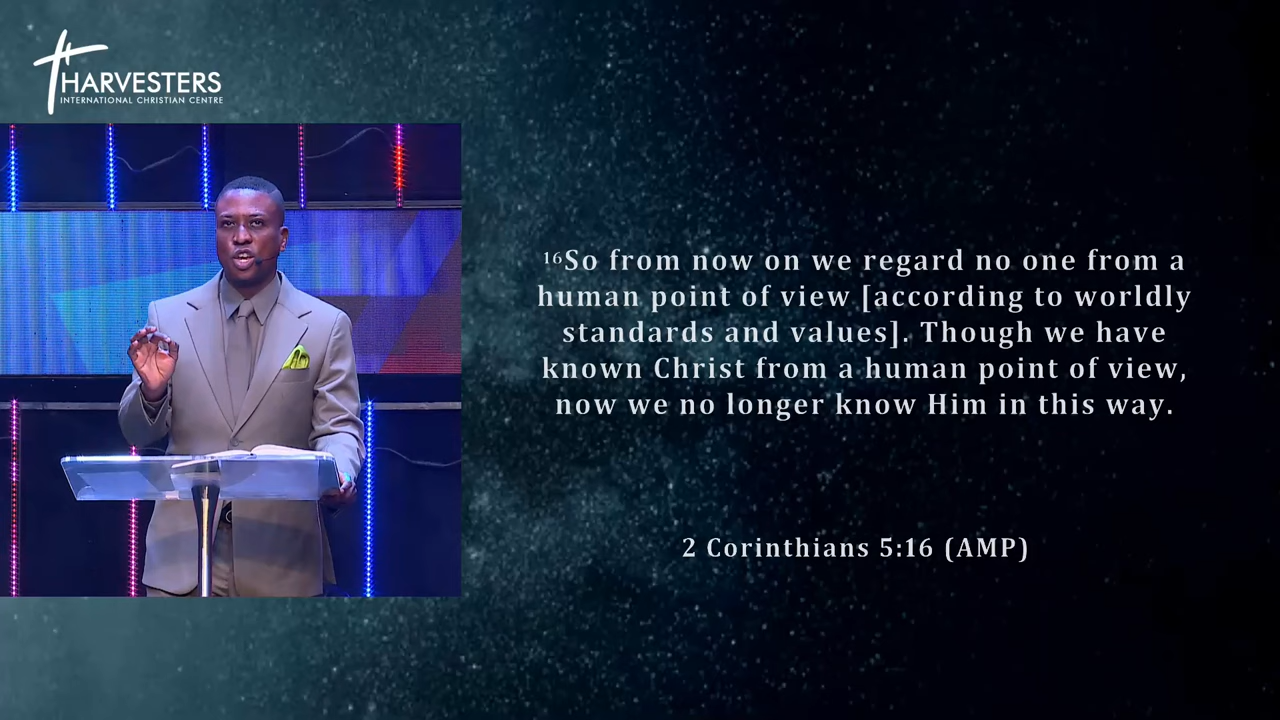 HARVESTERS
INTERNATIONAL CHRISTIAN CENTRE
16So from now on we regard no one from a
human point of view [according to worldly
standards and values]. Though we have
known Christ from a human point of view,
now we no longer know Him in this way.
2 Corinthians 5:16 (AMP)